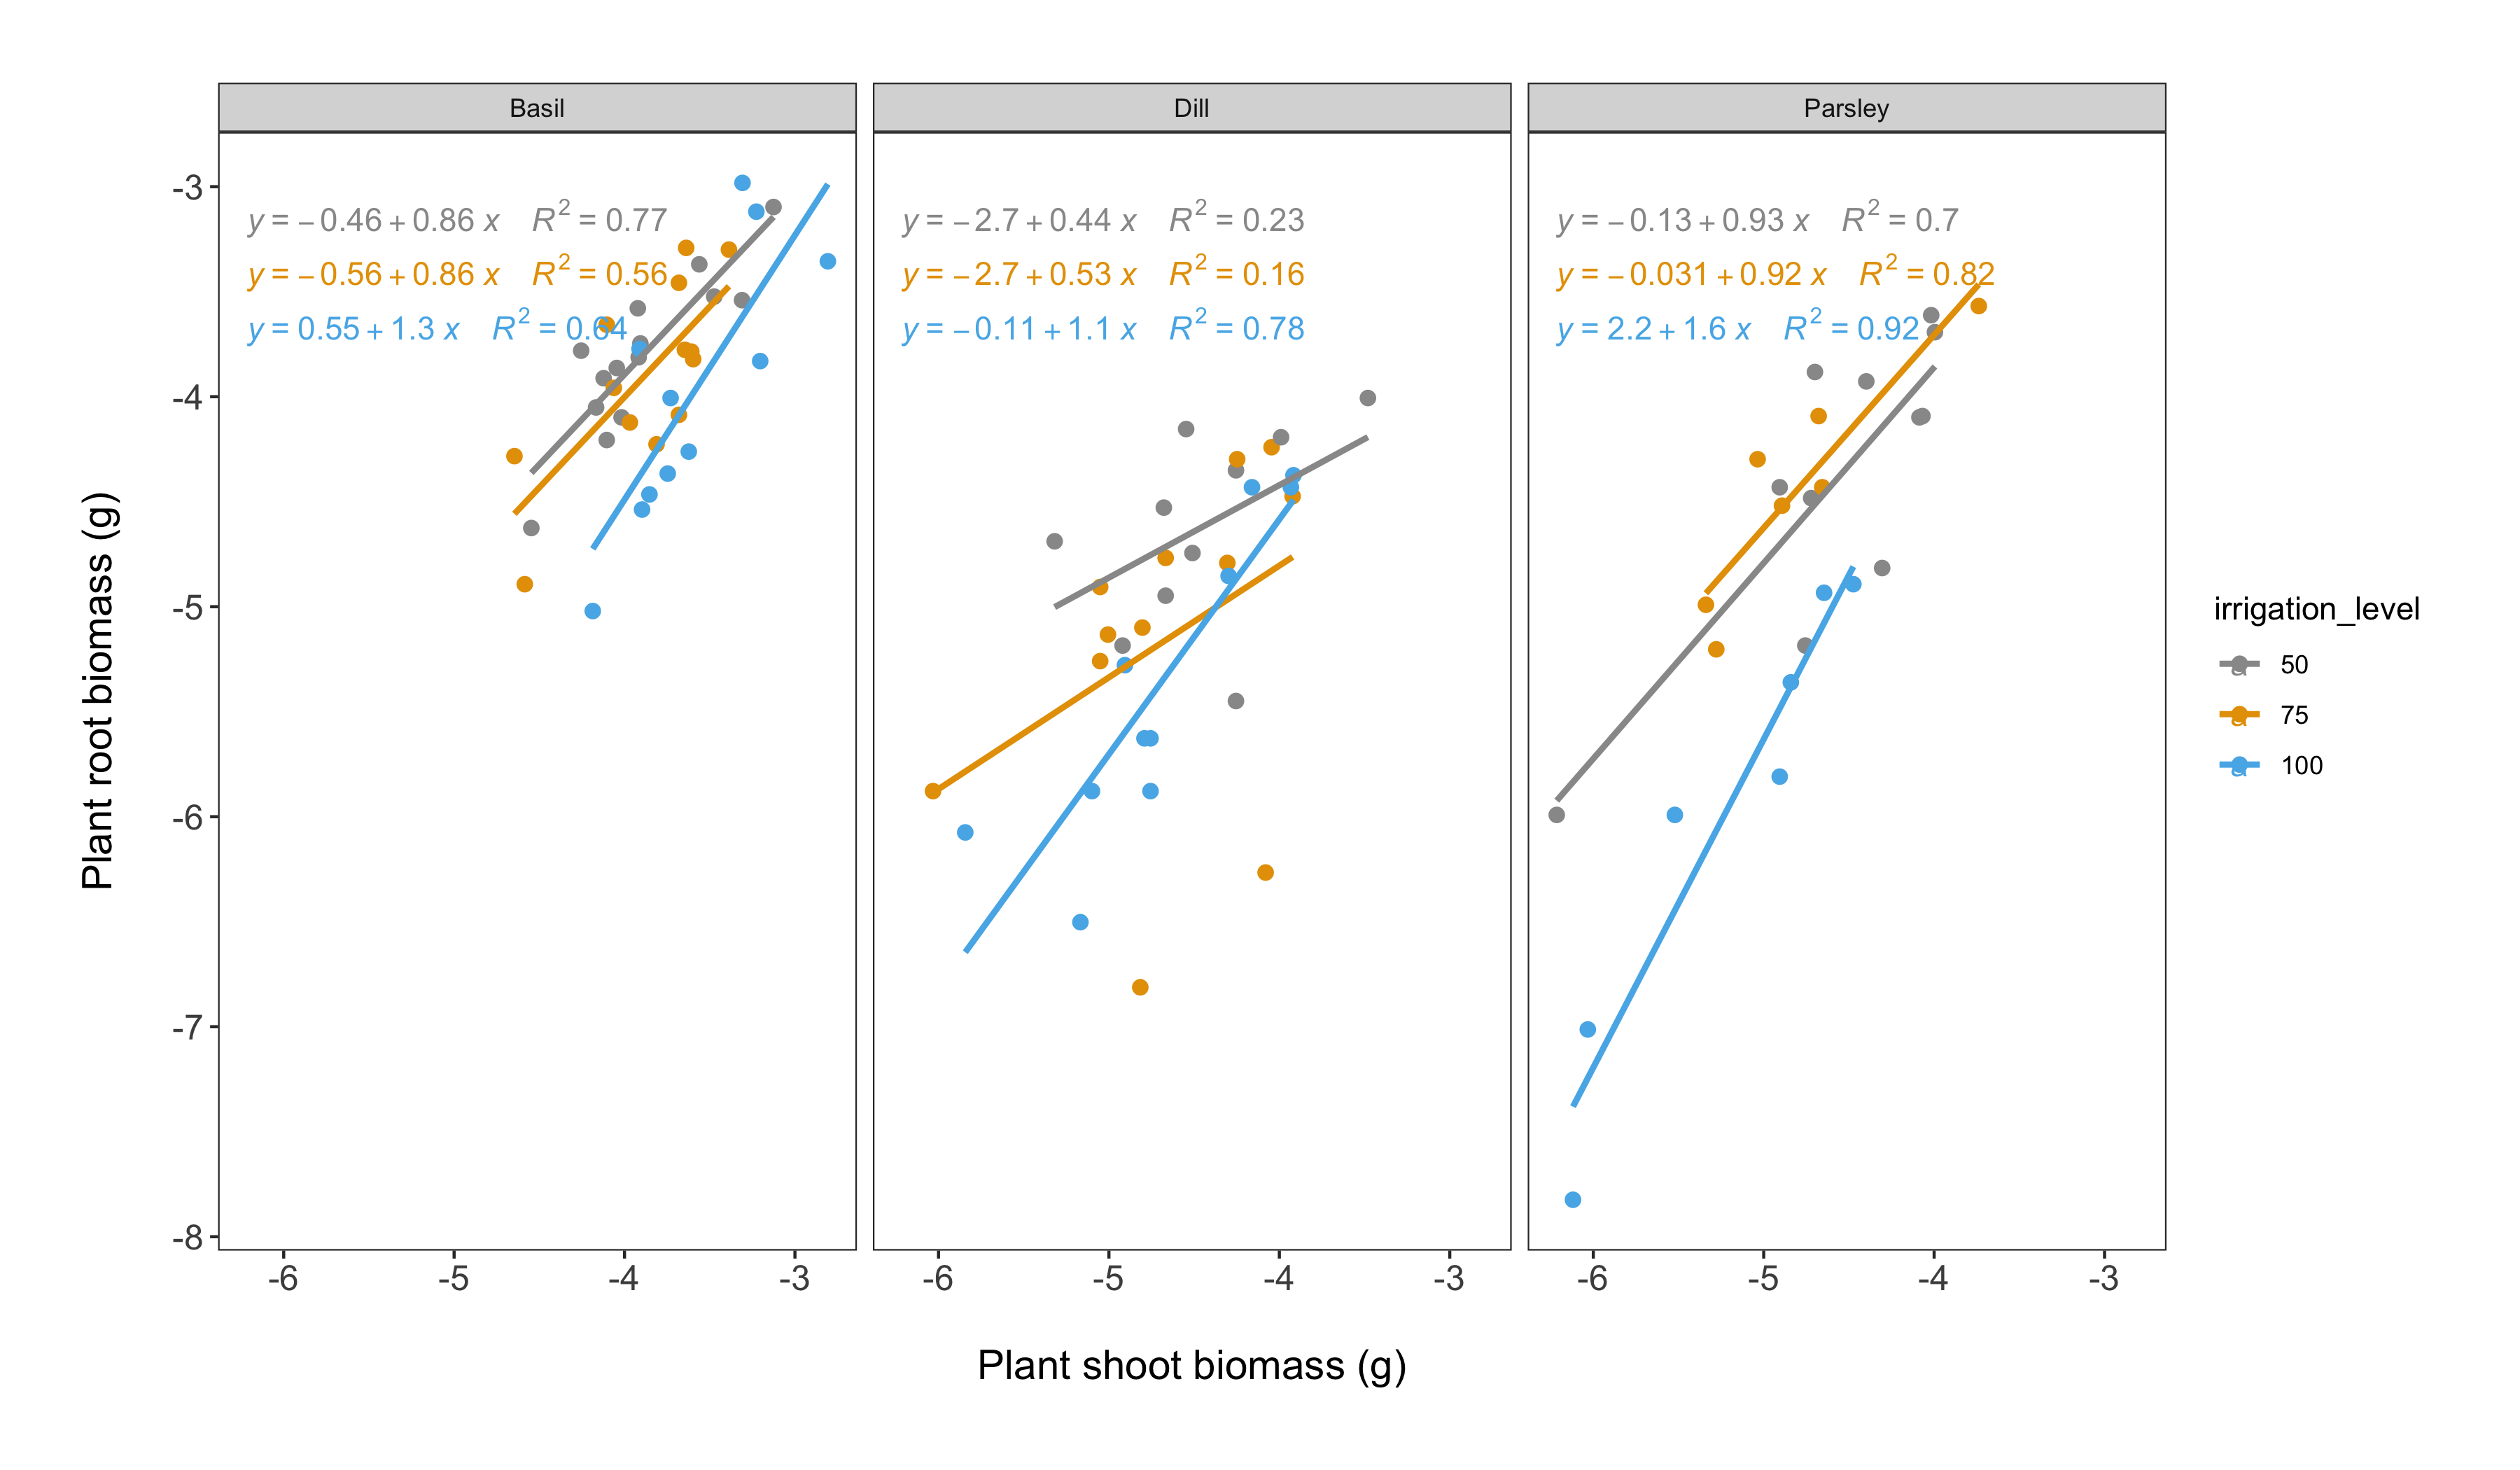 Basil
Dill
Parsley
y = − 0.46 + 0.86 x R² = 0.77
y = − 0.56 + 0.86 x R² = 0.56
y = 0.55 + 1.3 x R² = 0.64
y = − 2.7 + 0.44 x R² = 0.23
y = − 2.7 + 0.53 x R² = 0.16
y = − 0.11 + 1.1 x R² = 0.78
y = − 0.13 + 0.93 x R² = 0.7
y = − 0.031 + 0.92 x R² = 0.82
y = 2.2 + 1.6 x R² = 0.92
-3
-4
-5
-6
-7
-8
Plant root biomass (g)
-6 -5 -4 -3
-6 -5 -4 -3
-6 -5 -4 -3
Plant shoot biomass (g)
irrigation_level
a 50
a 75
a 100